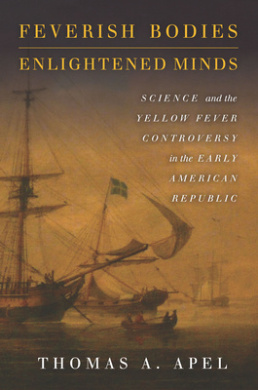 FEVERISH BODIES
ENLIGHTENED MINDS
SCIENCE and the
YELLOW FEVER
CONTROVERSY
in the EARLY
AMERICAN
REPUBLIC
THOMAS A. APEL